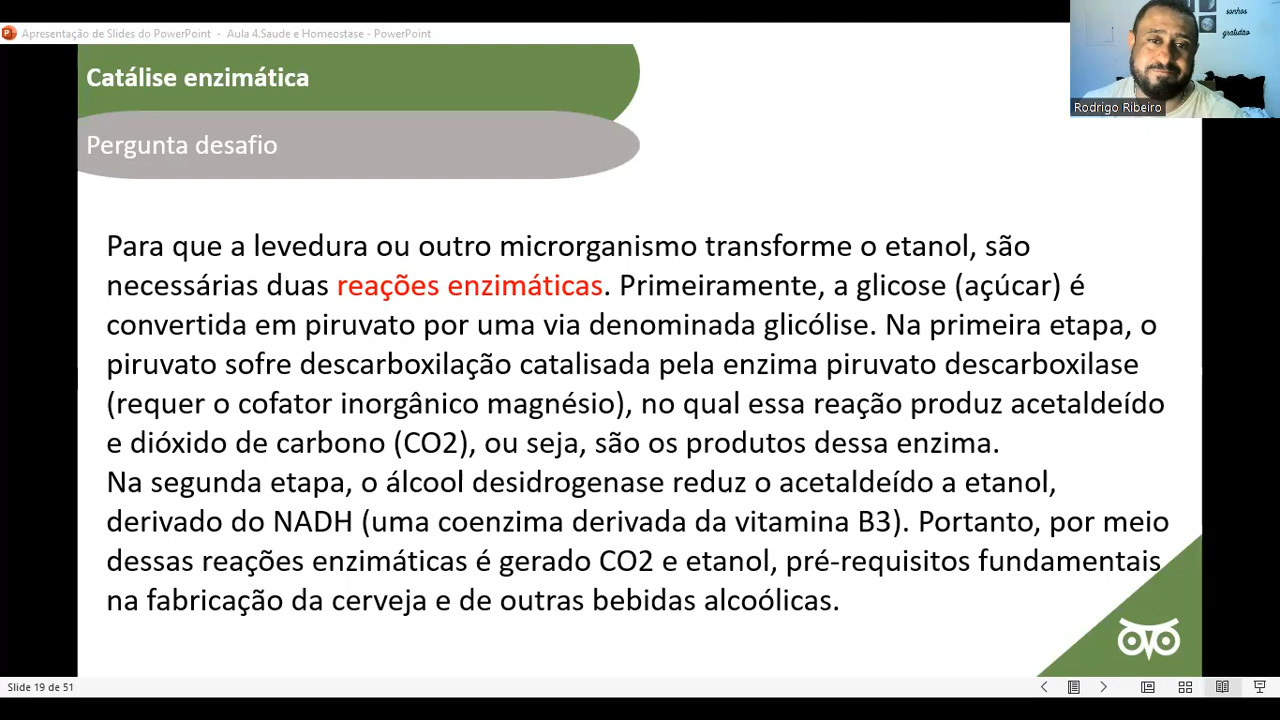 Apresentação de Slides do PowerPoint - Aula 4.Saude e Homeostase - PowerPoint
sonhos
gratidão
Rodrigo Ribeiro
Catálise enzimática
Pergunta desafio
Para que a levedura ou outro microrganismo transforme o etanol, são
necessárias duas reações enzimáticas. Primeiramente, a glicose (açúcar) é
convertida em piruvato por uma via denominada glicólise. Na primeira etapa, o
piruvato sofre descarboxilação catalisada pela enzima piruvato descarboxilase
(requer o cofator inorgânico magnésio), no qual essa reação produz acetaldeído
e dióxido de carbono (CO2), ou seja, são os produtos dessa enzima.
Na segunda etapa, o álcool desidrogenase reduz o acetaldeído a etanol,
derivado do NADH (uma coenzima derivada da vitamina B3). Portanto, por meio
dessas reações enzimáticas é gerado CO2 e etanol, pré-requisitos fundamentais
na fabricação da cerveja e de outras bebidas alcoólicas.
Slide 19 de 51